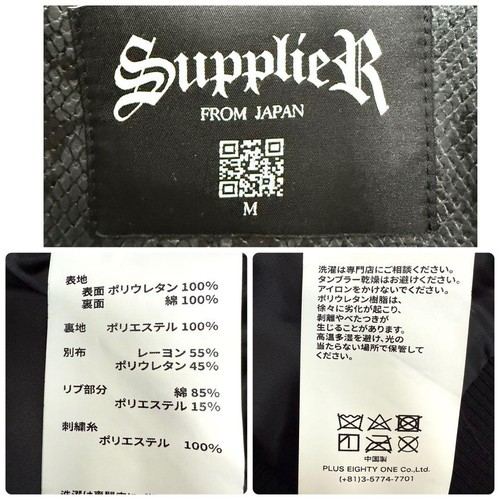 SupplieR
FROM JAPAN
M
表地
表面 ポリウレタン 100%
裏面 綿 100%
裏地 ポリエステル 100%
別布 レーヨン 55%
ポリウレタン 45%
リブ部分 綿 85%
ポリエステル 15%
刺繍糸
ポリエステル 100%
洗濯は専門店にご相談ください。
タンブラー乾燥はお避けください。
アイロンをかけないでください。
ポリウレタン樹脂は、
徐々に劣化が起こり、
剥離やべたつきが
生じることがあります。
高温多湿を避け、光の
当たらない場所で保管して
ください。
中国製
PLUS EIGHTY ONE Co.,Ltd.
(+81)3-5774-7701